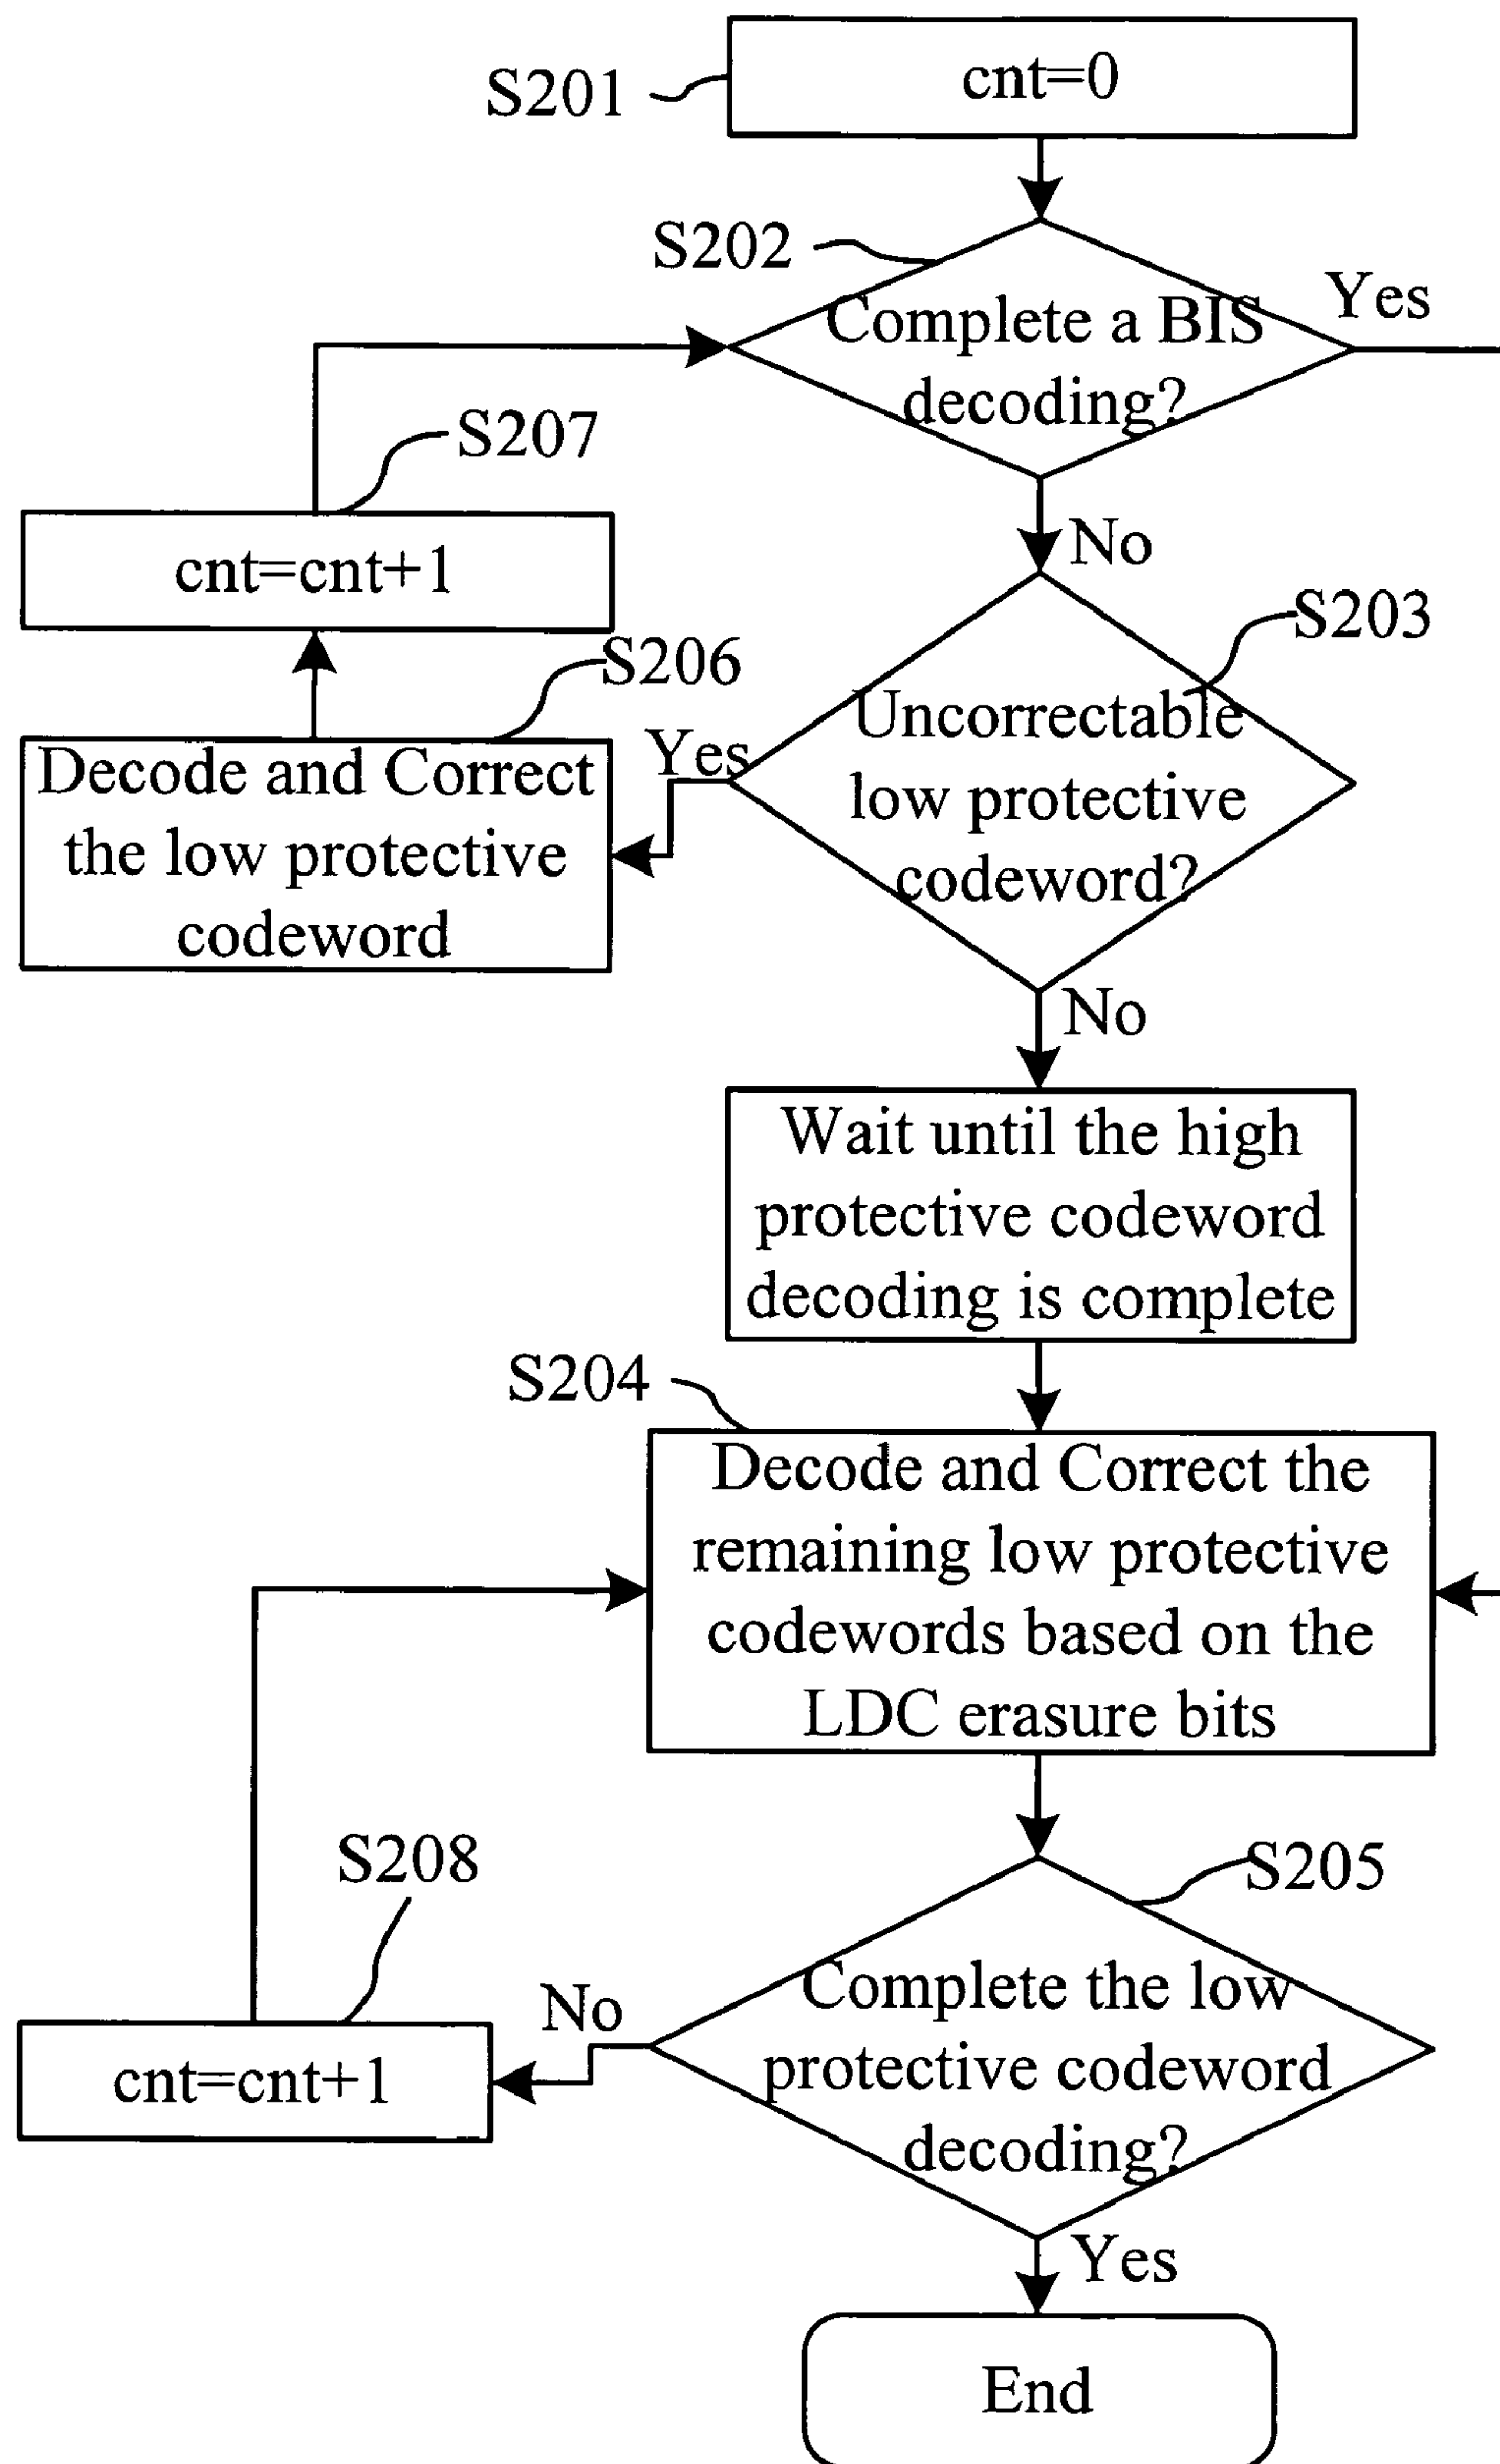 S201
cnt=0
S202
Complete a BIS
decoding?
Yes
S207
cnt=cnt+1
No
S203
S206
Uncorrectable
low protective
codeword?
Yes
Decode and Correct
the low protective
codeword
No
Wait until the high
protective codeword
decoding is complete
S204
Decode and Correct the
remaining low protective
codewords based on the
LDC erasure bits
S208
S205
Complete the low
protective codeword
decoding?
No
cnt=cnt+1
Yes
End